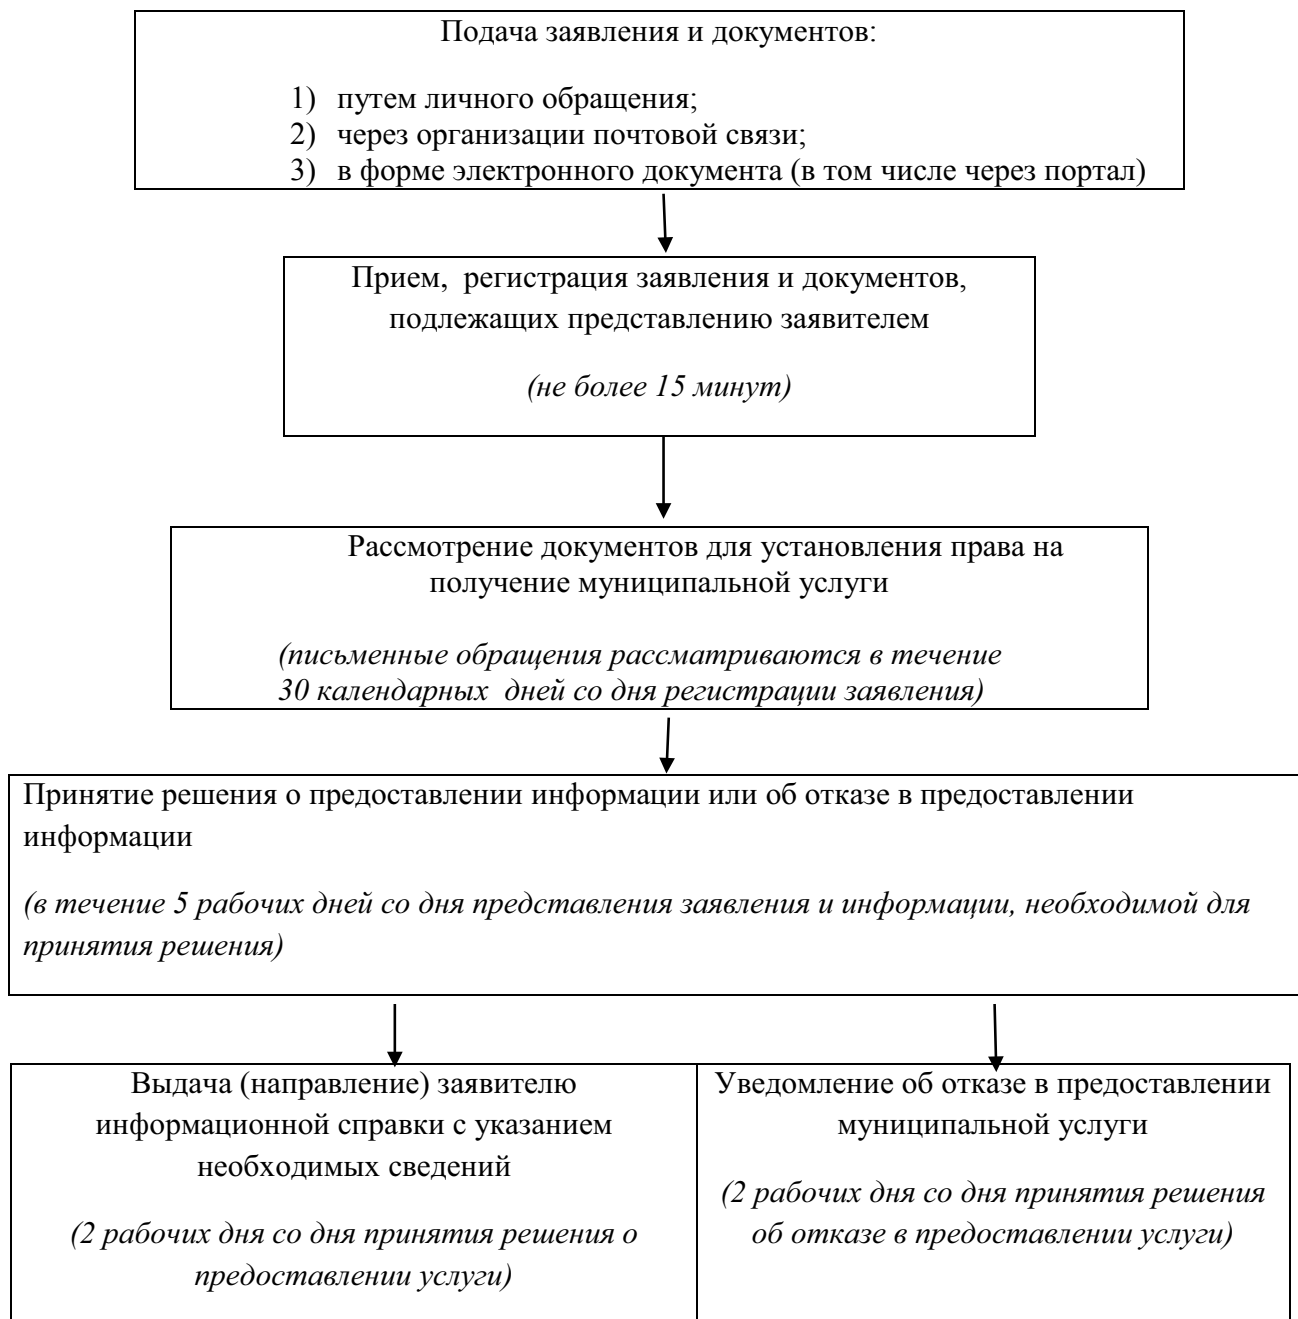 Подача заявления и документов:
1) путем личного обращения;
2) через организации почтовой связи;
3) в форме электронного документа (в том числе через портал)
Прием,  регистрация заявления и документов,
подлежащих представлению заявителем
(не более 15 минут)
Рассмотрение документов для установления права на
получение муниципальной услуги
(письменные обращения рассматриваются в течение
30 календарных  дней со дня регистрации заявления)
Принятие решения о предоставлении информации или об отказе в предоставлении
информации
(в течение 5 рабочих дней со дня представления заявления и информации, необходимой для
принятия решения)
Выдача (направление) заявителю
информационной справки с указанием
необходимых сведений
(2 рабочих дня со дня принятия решения о
предоставлении услуги)
Уведомление об отказе в предоставлении
муниципальной услуги
(2 рабочих дня со дня принятия решения
об отказе в предоставлении услуги)